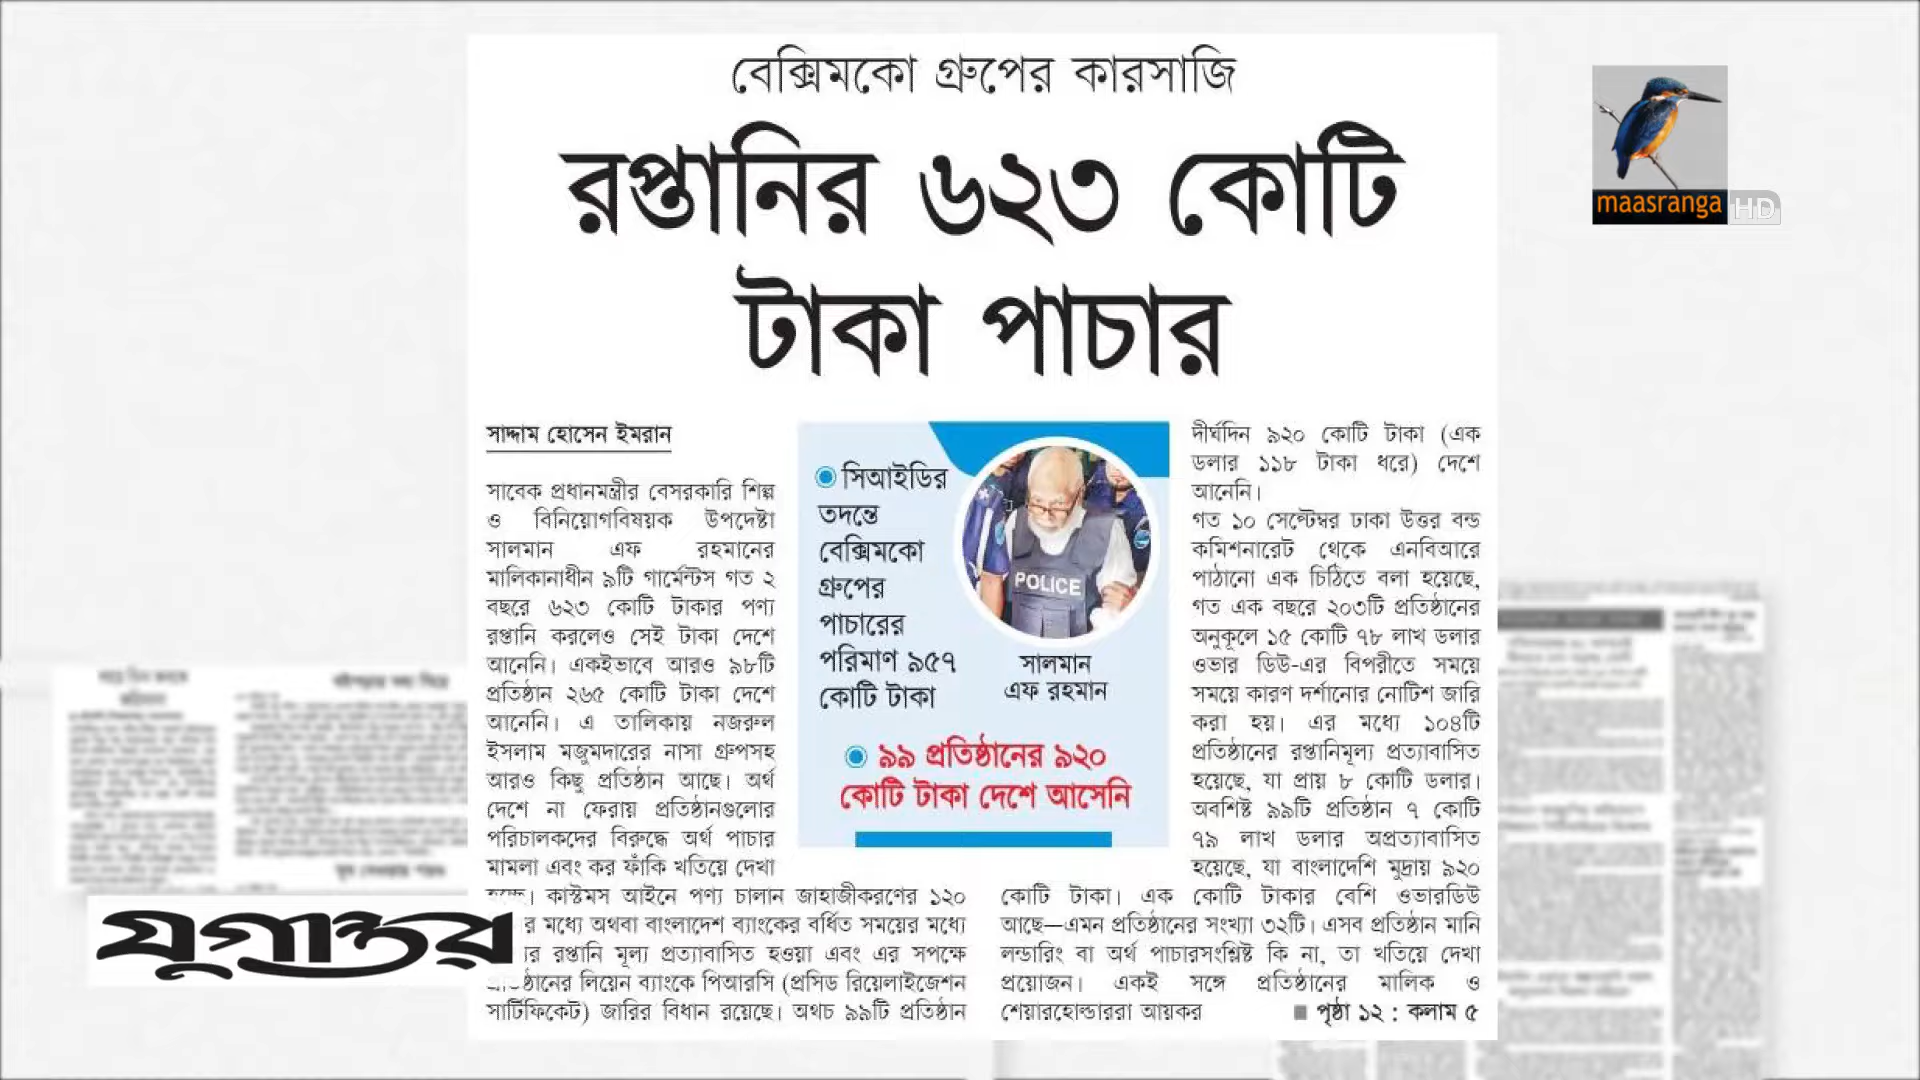 বেক্সিমকো গ্রুপের কারসাজি
রপ্তানির ৬২৩ কোটি
টাকা পাচার
maasranga HD
সাদ্দাম হোসেন ইমরান
সাবেক প্রধানমন্ত্রীর বেসরকারি শিল্প
ও বিনিয়োগবিষয়ক উপদেষ্টা
সালমান এফ রহমানের
মালিকানাধীন ৯টি গার্মেন্টস গত ২
বছরে ৬২৩ কোটি টাকার পণ্য
রপ্তানি করলেও সেই টাকা দেশে
আনেনি। একইভাবে আরও ৯৮টি
প্রতিষ্ঠান ২৬৫ কোটি টাকা দেশে
আনেনি। এ তালিকায় নজরুল
ইসলাম মজুমদারের নাসা গ্রুপসহ
আরও কিছু প্রতিষ্ঠান আছে। অর্থ
দেশে না ফেরায় প্রতিষ্ঠানগুলোর
পরিচালকদের বিরুদ্ধে অর্থ পাচার
মামলা এবং কর ফাঁকি খতিয়ে দেখা
হচ্ছে। কাস্টমস আইনে পণ্য চালান জাহাজীকরণের ১২০
মধ্যে অথবা বাংলাদেশ ব্যাংকের বর্ধিত সময়ের মধ্যে
রপ্তানি মূল্য প্রত্যাবাসিত হওয়া এবং এর সপক্ষে
প্রতিষ্ঠানের লিয়েন ব্যাংকে পিআরসি (প্রসিড রিয়েলাইজেশন
সার্টিফিকেট) জারির বিধান রয়েছে। অথচ ৯৯টি প্রতিষ্ঠান
সিআইডির
তদন্তে
বেক্সিমকো
গ্রুপের
পাচারের
পরিমাণ ৯৫৭
কোটি টাকা
POLICE
সালমান
এফ রহমান
৯৯ প্রতিষ্ঠানের ৯২০
কোটি টাকা দেশে আসেনি
দীর্ঘদিন ৯২০ কোটি টাকা (এক
ডলার ১১৮ টাকা ধরে) দেশে
আনেনি।
গত ১০ সেপ্টেম্বর ঢাকা উত্তর বন্ড
কমিশনারেট থেকে এনবিআরে
পাঠানো এক চিঠিতে বলা হয়েছে,
গত এক বছরে ২০৩টি প্রতিষ্ঠানের
অনুকূলে ১৫ কোটি ৭৮ লাখ ডলার
ওভার ডিউ-এর বিপরীতে সময়ে
সময়ে কারণ দর্শানোর নোটিশ জারি
করা হয়। এর মধ্যে ১০৪টি
প্রতিষ্ঠানের রপ্তানিমূল্য প্রত্যাবাসিত
হয়েছে, যা প্রায় ৮ কোটি ডলার।
অবশিষ্ট ৯৯টি প্রতিষ্ঠান ৭ কোটি
৭৯ লাখ ডলার অপ্রত্যাবাসিত
হয়েছে, যা বাংলাদেশি মুদ্রায় ৯২০
কোটি টাকা। এক কোটি টাকার বেশি ওভারডিউ
আছে—এমন প্রতিষ্ঠানের সংখ্যা ৩২টি। এসব প্রতিষ্ঠান মানি
লন্ডারিং বা অর্থ পাচারসংশ্লিষ্ট কি না, তা খতিয়ে দেখা
প্রয়োজন। একই সঙ্গে প্রতিষ্ঠানের মালিক ও
শেয়ারহোল্ডাররা আয়কর
পৃষ্ঠা ১২ : কলাম ৫
যুগান্তর